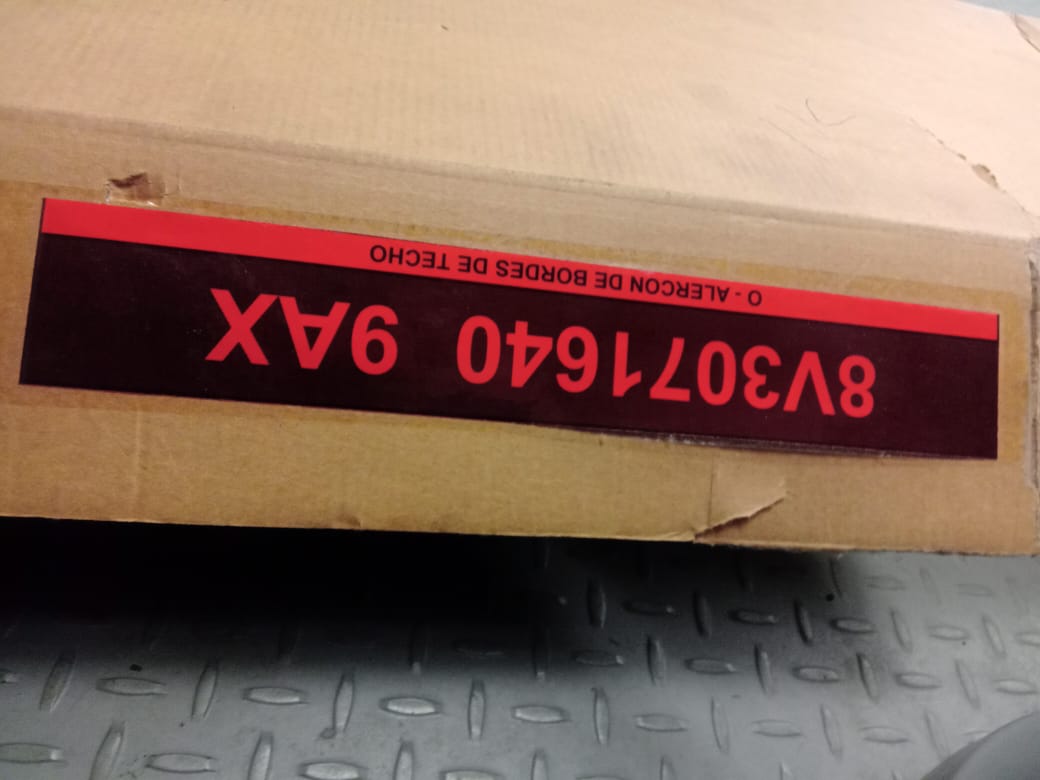 O - ALERCON DE BORDES DE TECHO
8V3071640 9AX